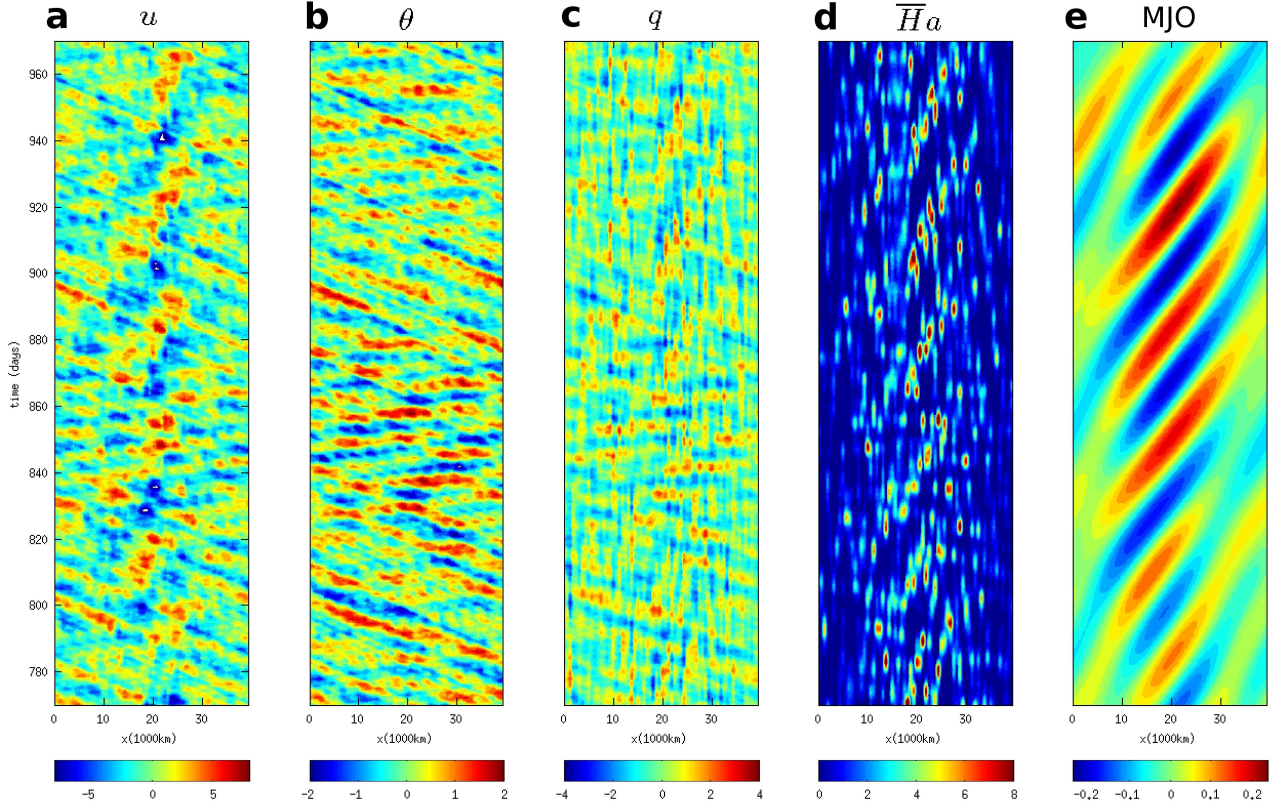 a u b θ c q d H̅a e MJO
960
940
920
900
880
860
840
820
800
780
time (days)
0 10 20 30 0 10 20 30 0 10 20 30 0 10 20 30 0 10 20 30
x(1000km) x(1000km) x(1000km) x(1000km) x(1000km)
-5 0 5 -2 -1 0 1 2 -4 -2 0 2 4 0 2 4 6 8 -0.2 -0.1 0 0.1 0.2